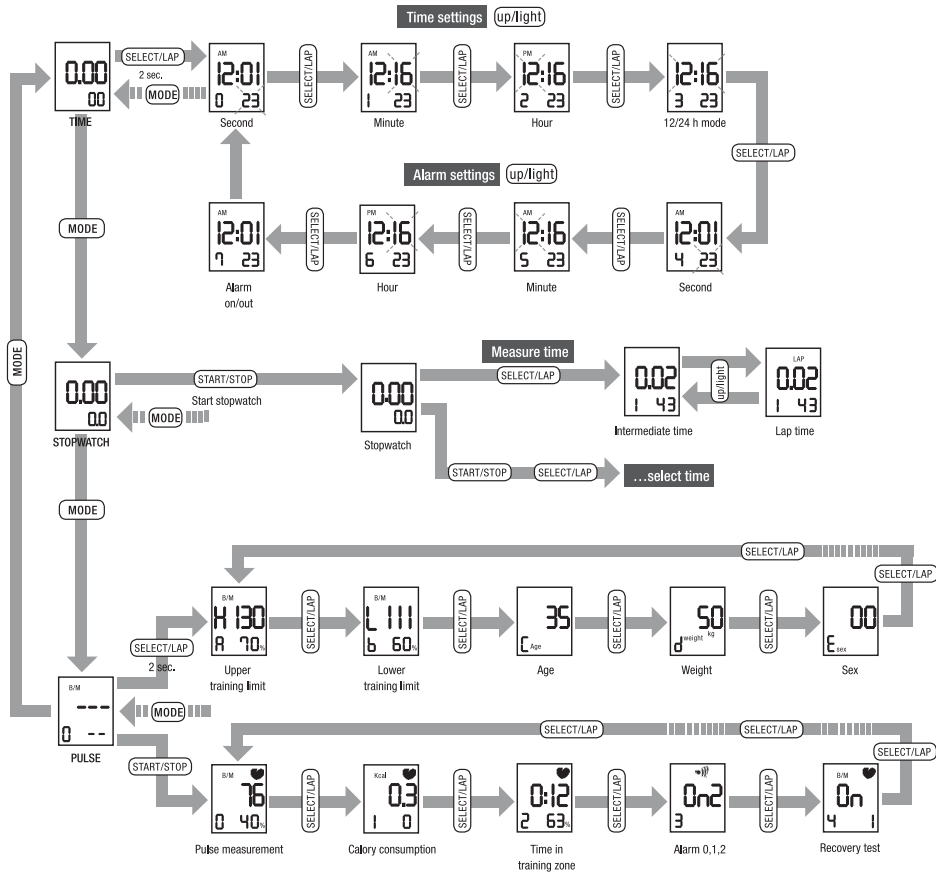 Time settings up/light
0.00
00
TIME
SELECT/LAP
2 sec.
MODE
AM
12:01
0 23
Second
SELECT/LAP
AM
12:16
1 23
Minute
SELECT/LAP
PM
12:16
2 23
Hour
SELECT/LAP
12:16
3 23
12/24 h mode
SELECT/LAP
Alarm settings up/light
AM
12:01
7 23
Alarm
on/out
SELECT/LAP
PM
12:16
6 23
Hour
SELECT/LAP
AM
12:16
5 23
Minute
SELECT/LAP
AM
12:01
4 23
Second
MODE
MODE
0.00
0.0
STOPWATCH
START/STOP
Start stopwatch
MODE
0.00
0.0
Stopwatch
Measure time
SELECT/LAP
0.02
1 43
Intermediate time
up/light
LAP
0.02
1 43
Lap time
START/STOP SELECT/LAP
...select time
MODE
SELECT/LAP
SELECT/LAP
SELECT/LAP
2 sec.
B/M
H 130
A 70%
Upper
training limit
SELECT/LAP
B/M
L 111
b 60%
Lower
training limit
SELECT/LAP
35
C Age
Age
SELECT/LAP
50
d weight kg
Weight
SELECT/LAP
00
E sex
Sex
B/M
---
0 --
PULSE
MODE
START/STOP
SELECT/LAP
SELECT/LAP
SELECT/LAP
B/M
76
0 40%
Pulse measurement
SELECT/LAP
Kcal
0.3
1 0
Calory consumption
SELECT/LAP
0:12
2 63%
Time in
training zone
SELECT/LAP
0n2
3
Alarm 0,1,2
SELECT/LAP
B/M
0n
4 1
Recovery test